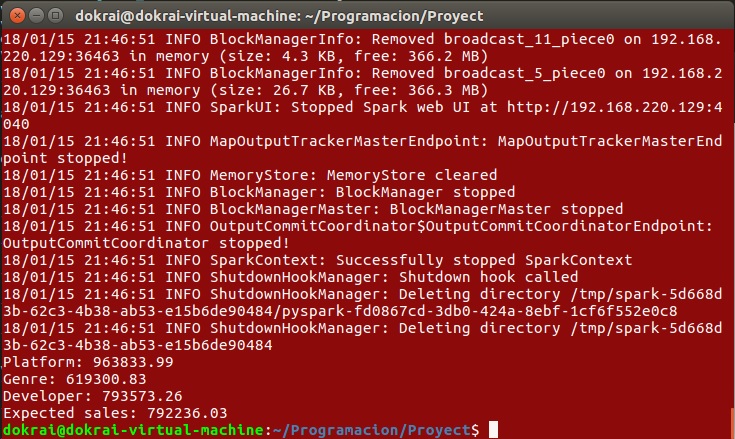 dokrai@dokrai-virtual-machine: ~/Programacion/Proyect
18/01/15 21:46:51 INFO BlockManagerInfo: Removed broadcast_11_piece0 on 192.168.
220.129:36463 in memory (size: 4.3 KB, free: 366.2 MB)
18/01/15 21:46:51 INFO BlockManagerInfo: Removed broadcast_5_piece0 on 192.168.2
20.129:36463 in memory (size: 26.7 KB, free: 366.3 MB)
18/01/15 21:46:51 INFO SparkUI: Stopped Spark web UI at http://192.168.220.129:4
040
18/01/15 21:46:51 INFO MapOutputTrackerMasterEndpoint: MapOutputTrackerMasterEnd
point stopped!
18/01/15 21:46:51 INFO MemoryStore: MemoryStore cleared
18/01/15 21:46:51 INFO BlockManager: BlockManager stopped
18/01/15 21:46:51 INFO BlockManagerMaster: BlockManagerMaster stopped
18/01/15 21:46:51 INFO OutputCommitCoordinator$OutputCommitCoordinatorEndpoint:
OutputCommitCoordinator stopped!
18/01/15 21:46:51 INFO SparkContext: Successfully stopped SparkContext
18/01/15 21:46:51 INFO ShutdownHookManager: Shutdown hook called
18/01/15 21:46:51 INFO ShutdownHookManager: Deleting directory /tmp/spark-5d668d
3b-62c3-4b38-ab53-e15b6de90484/pyspark-fd0867cd-3db0-424a-8ebf-1cf6f552e0c8
18/01/15 21:46:51 INFO ShutdownHookManager: Deleting directory /tmp/spark-5d668d
3b-62c3-4b38-ab53-e15b6de90484
Platform: 963833.99
Genre: 619300.83
Developer: 793573.26
Expected sales: 792236.03
dokrai@dokrai-virtual-machine:~/Programacion/Proyect$